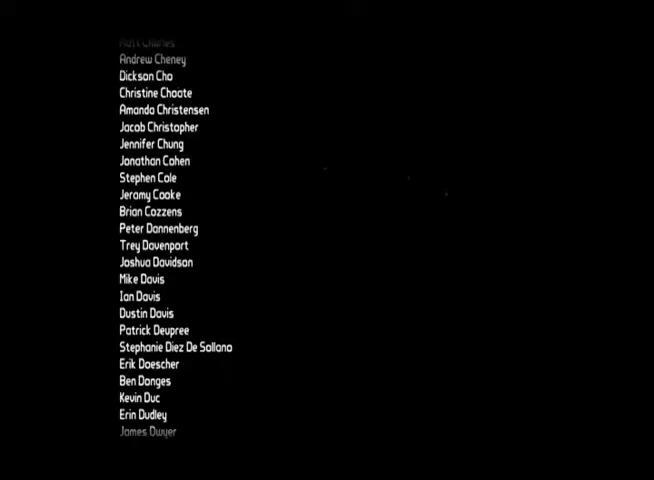 Andrew Cheney
Dickson Cho
Christine Choate
Amanda Christensen
Jacob Christopher
Jennifer Chung
Jonathan Cohen
Stephen Cole
Jeramy Cooke
Brian Cozzens
Peter Dannenberg
Trey Davenport
Joshua Davidson
Mike Davis
Ian Davis
Dustin Davis
Patrick Deupree
Stephanie Diez De Sollano
Erik Doescher
Ben Donges
Kevin Duc
Erin Dudley
James Dwyer